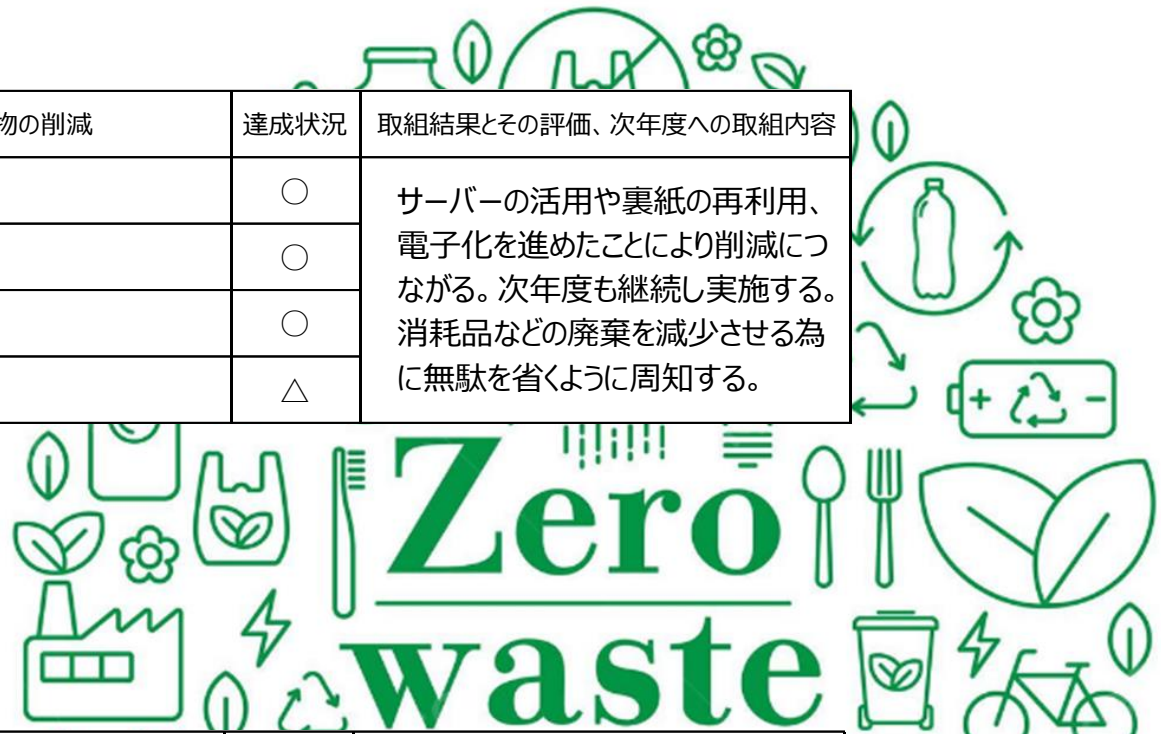 物の削減 達成状況 取組結果とその評価、次年度への取組内容
○
○
○
△
サーバーの活用や裏紙の再利用、
電子化を進めたことにより削減につ
ながる。次年度も継続し実施する。
消耗品などの廃棄を減少させる為
に無駄を省くように周知する。
Zero
waste